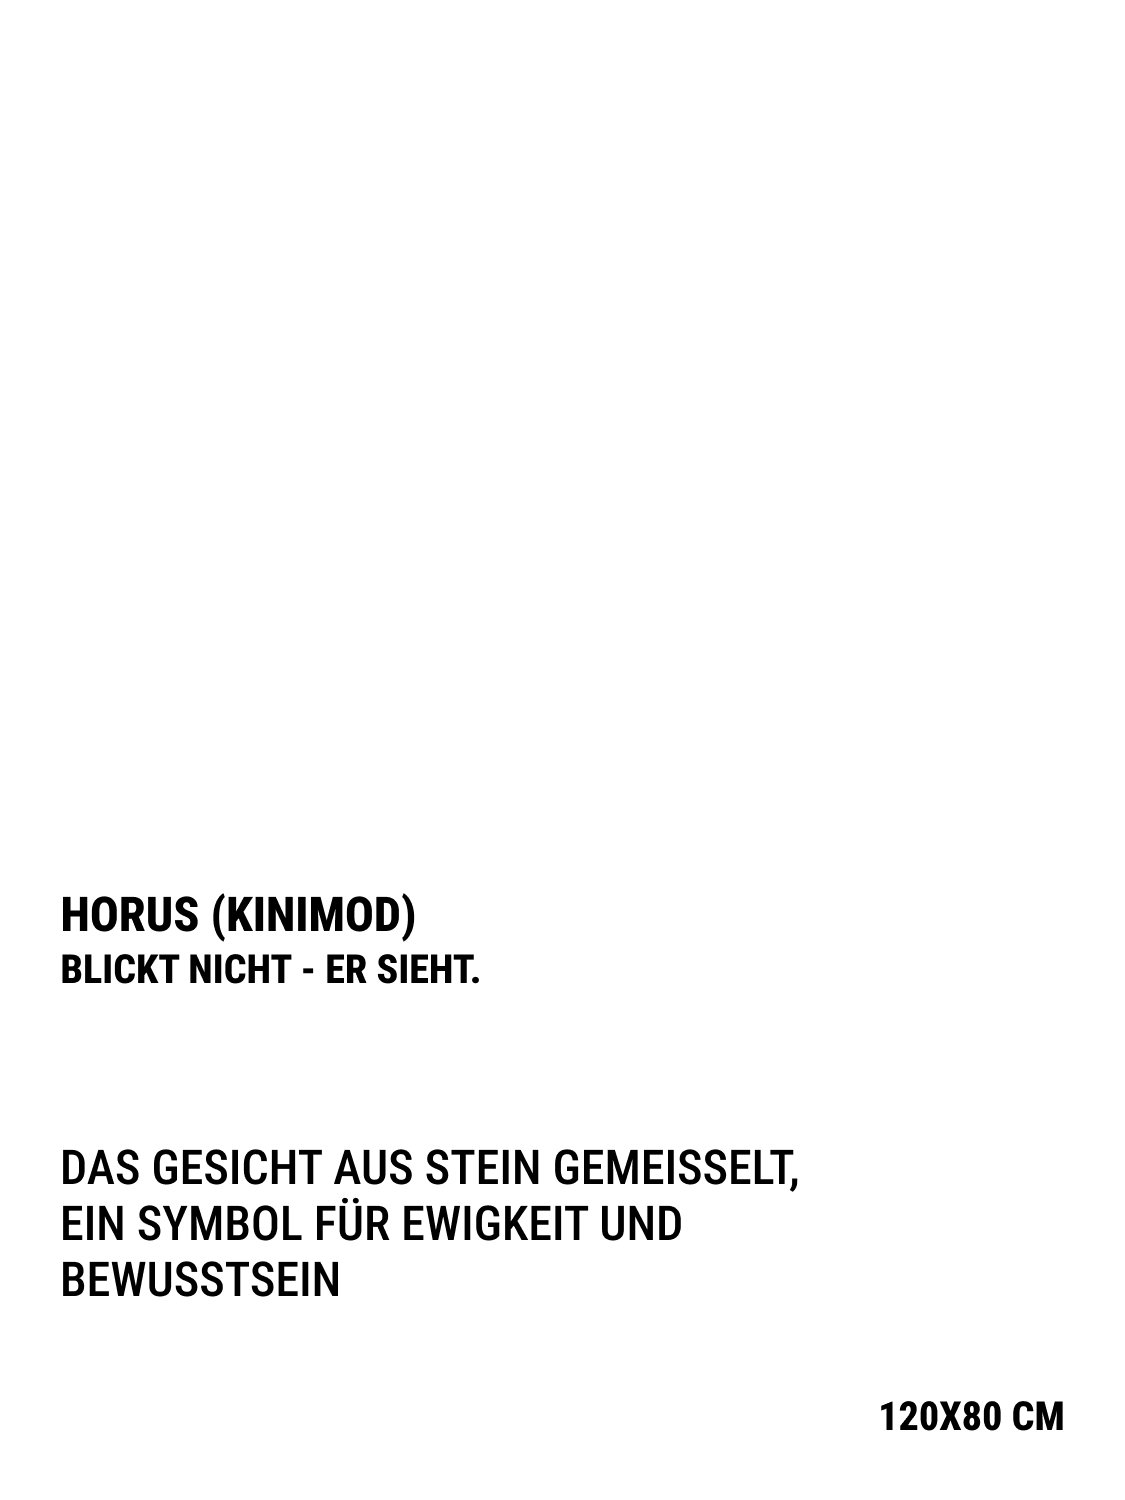 HORUS (KINIMOD)
BLICKT NICHT - ER SIEHT.
DAS GESICHT AUS STEIN GEMEISSELT,
EIN SYMBOL FÜR EWIGKEIT UND
BEWUSSTSEIN
120X80 CM